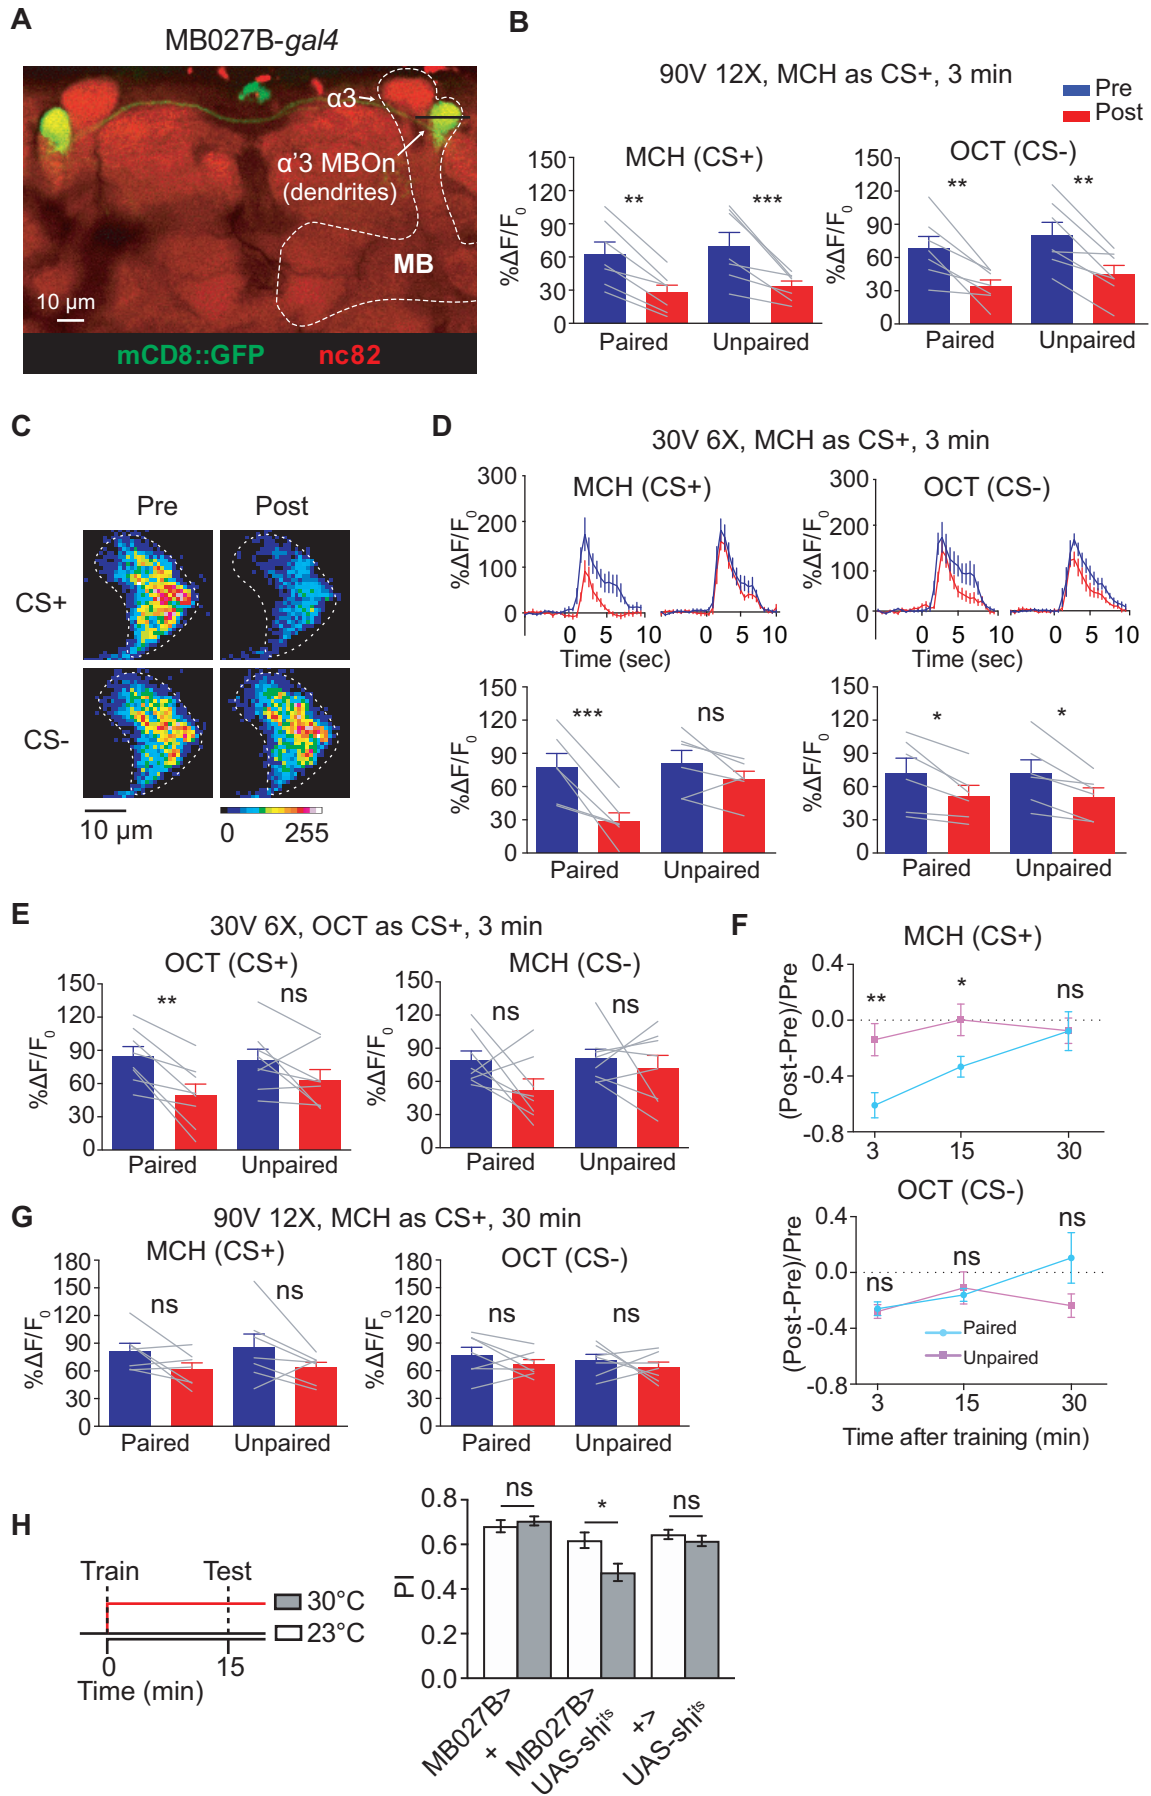 A
MB027B-gal4
α3
α'3 MBOn
(dendrites)
MB
10 µm
mCD8::GFP nc82
B
90V 12X, MCH as CS+, 3 min
Pre
Post
MCH (CS+)
OCT (CS-)
%ΔF/F0
150
120
90
60
30
0
** ***
Paired Unpaired
%ΔF/F0
150
120
90
60
30
0
** **
Paired Unpaired
C
Pre Post
CS+
CS-
10 µm
0 255
D
30V 6X, MCH as CS+, 3 min
MCH (CS+)
OCT (CS-)
%ΔF/F0
300
200
100
0
0 5 10 0 5 10
Time (sec)
%ΔF/F0
300
200
100
0
0 5 10 0 5 10
Time (sec)
%ΔF/F0
150
120
90
60
30
0
*** ns
Paired Unpaired
%ΔF/F0
150
120
90
60
30
0
* *
Paired Unpaired
E
30V 6X, OCT as CS+, 3 min
OCT (CS+)
MCH (CS-)
%ΔF/F0
150
120
90
60
30
0
** ns
Paired Unpaired
%ΔF/F0
150
120
90
60
30
0
ns ns
Paired Unpaired
F
MCH (CS+)
(Post-Pre)/Pre
0.4
0.0
-0.4
-0.8
** * ns
3 15 30
OCT (CS-)
(Post-Pre)/Pre
0.4
0.0
-0.4
-0.8
ns ns ns
Paired
Unpaired
3 15 30
Time after training (min)
G
90V 12X, MCH as CS+, 30 min
MCH (CS+)
OCT (CS-)
%ΔF/F0
180
150
120
90
60
30
0
ns ns
Paired Unpaired
%ΔF/F0
180
150
120
90
60
30
0
ns ns
Paired Unpaired
H
Train Test
30°C
23°C
0 15
Time (min)
PI
0.8
0.6
0.4
0.2
0.0
ns * ns
MB027B>
+
MB027B>
UAS-shits
+>
UAS-shits